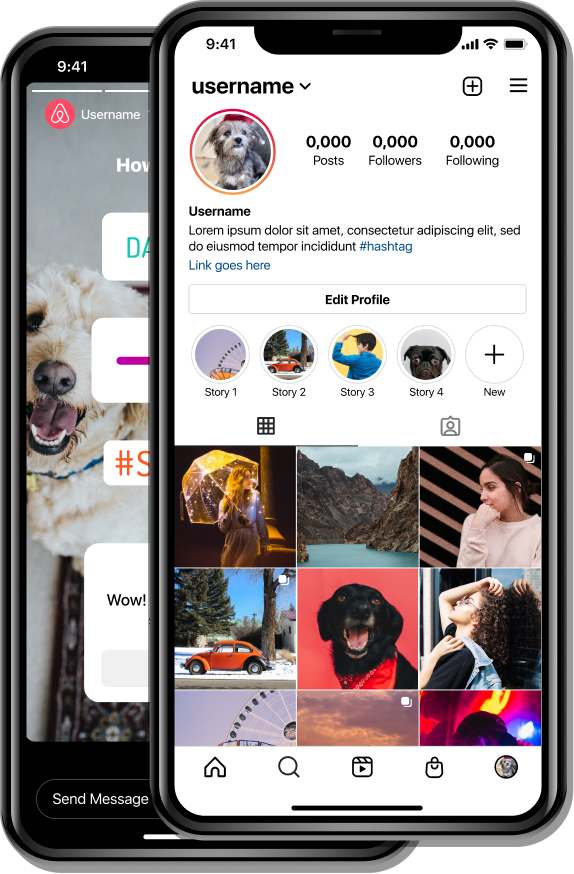 9:41
Username
How
DA
#S
Wow!
Send Message
9:41
username
0,000 0,000 0,000
Posts Followers Following
Username
Lorem ipsum dolor sit amet, consectetur adipiscing elit, sed
do eiusmod tempor incididunt #hashtag
Link goes here
Edit Profile
Story 1 Story 2 Story 3 Story 4 New